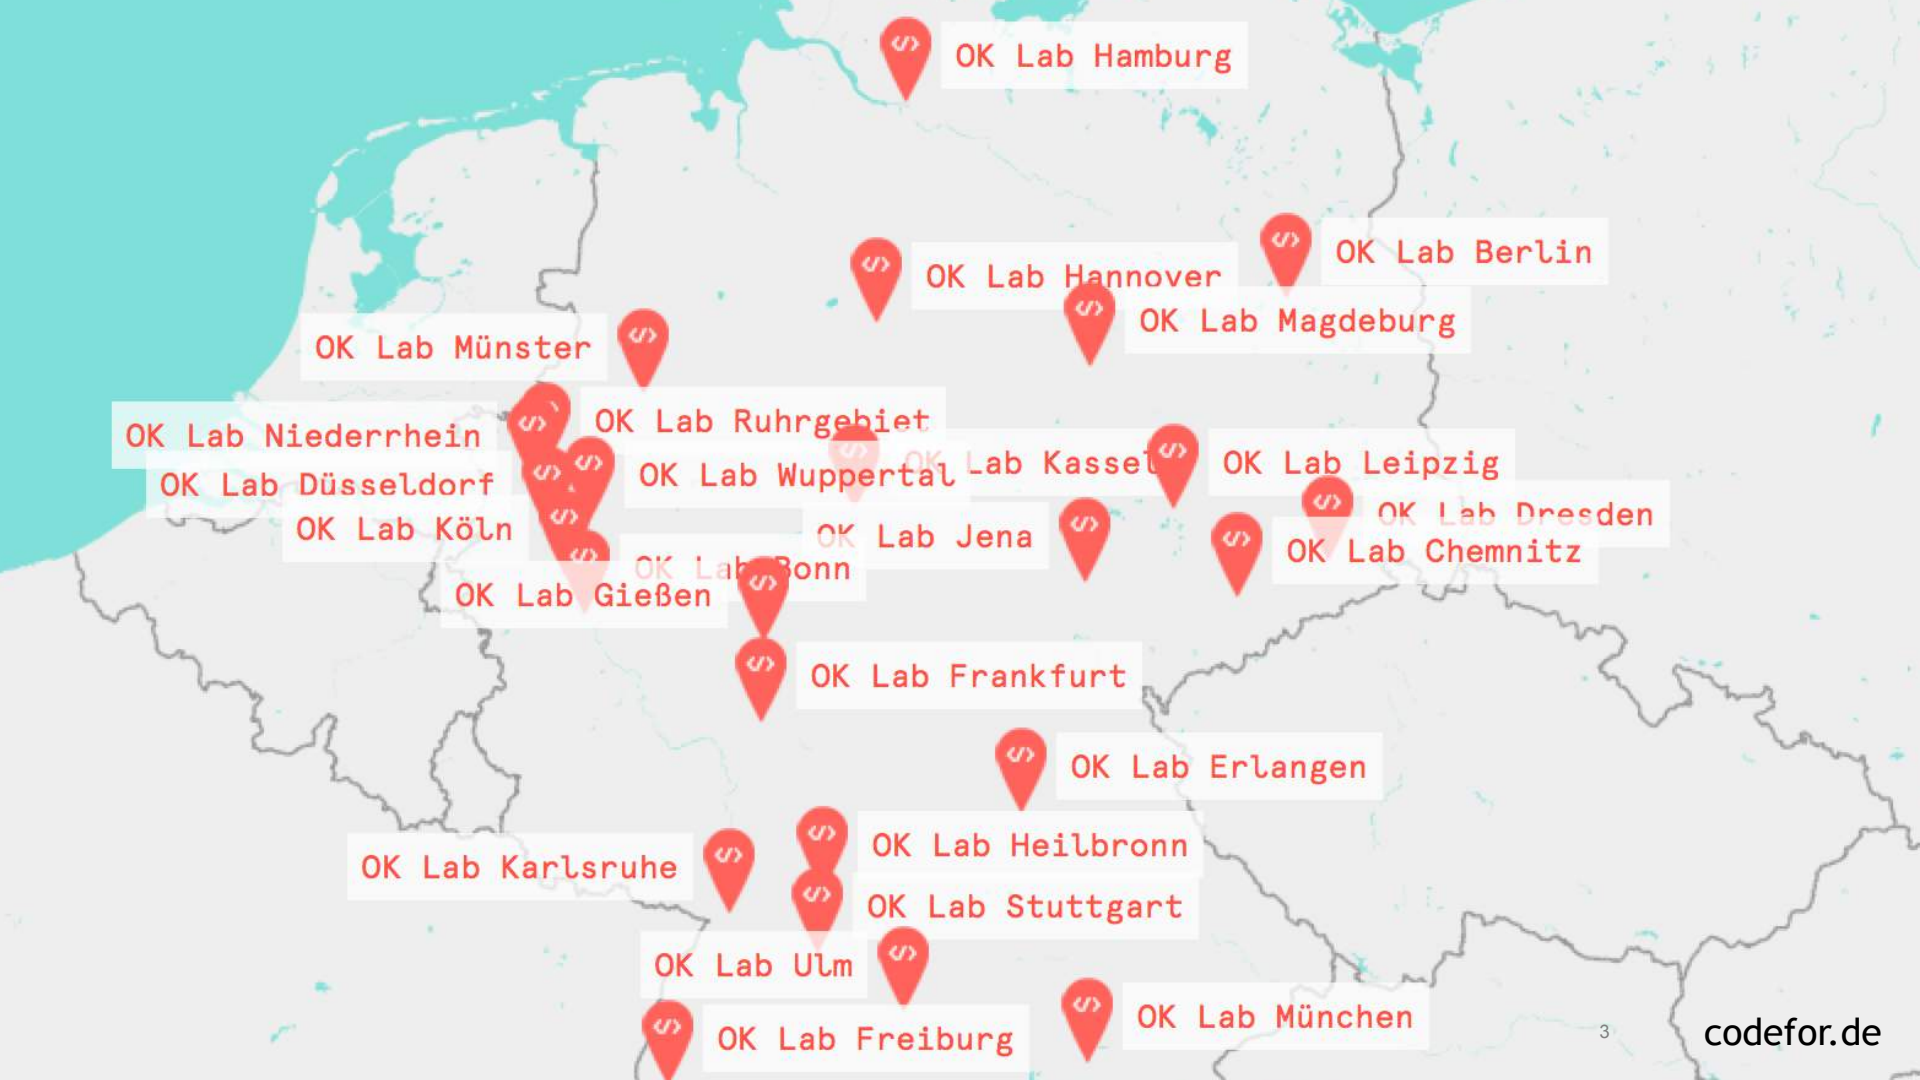 OK Lab Hamburg
OK Lab Berlin
OK Lab Hannover
OK Lab Magdeburg
OK Lab Münster
OK Lab Ruhrgebiet
OK Lab Niederrhein
OK Lab Kassel
OK Lab Leipzig
OK Lab Wuppertal
OK Lab Düsseldorf
OK Lab Dresden
OK Lab Köln
OK Lab Jena
OK Lab Chemnitz
OK Lab Bonn
OK Lab Gießen
OK Lab Frankfurt
OK Lab Erlangen
OK Lab Heilbronn
OK Lab Karlsruhe
OK Lab Stuttgart
OK Lab Ulm
OK Lab München
OK Lab Freiburg
3
codefor.de